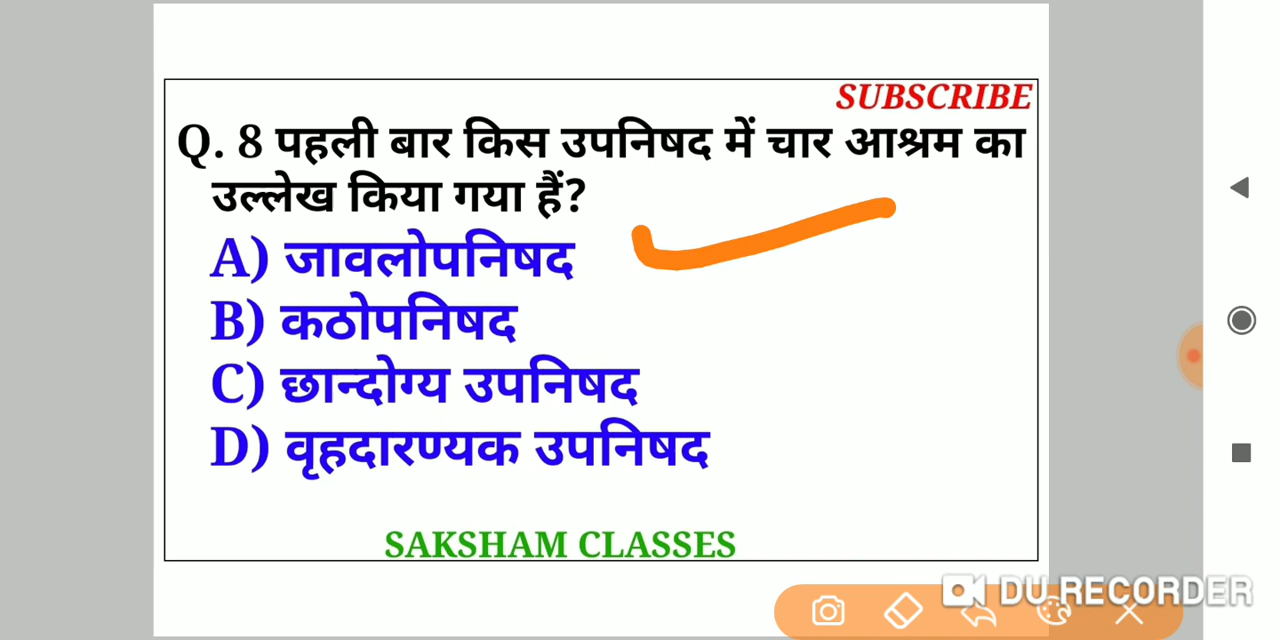 SUBSCRIBE
Q. 8 पहली बार किस उपनिषद में चार आश्रम का
उल्लेख किया गया हैं?
A) जावलोपनिषद
B) कठोपनिषद
C) छान्दोग्य उपनिषद
D) वृहदारण्यक उपनिषद
SAKSHAM CLASSES
DU RECORDER